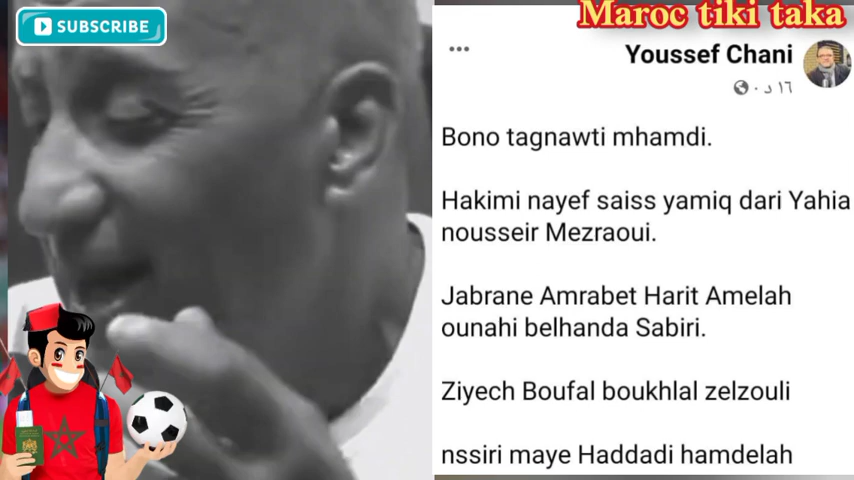 SUBSCRIBE
Maroc tiki taka
Youssef Chani
١٦ د ·
Bono tagnawti mhamdi.
Hakimi nayef saiss yamiq dari Yahia
nousseir Mezraoui.
Jabrane Amrabet Harit Amelah
ounahi belhanda Sabiri.
Ziyech Boufal boukhlal zelzouli
nssiri maye Haddadi hamdelah